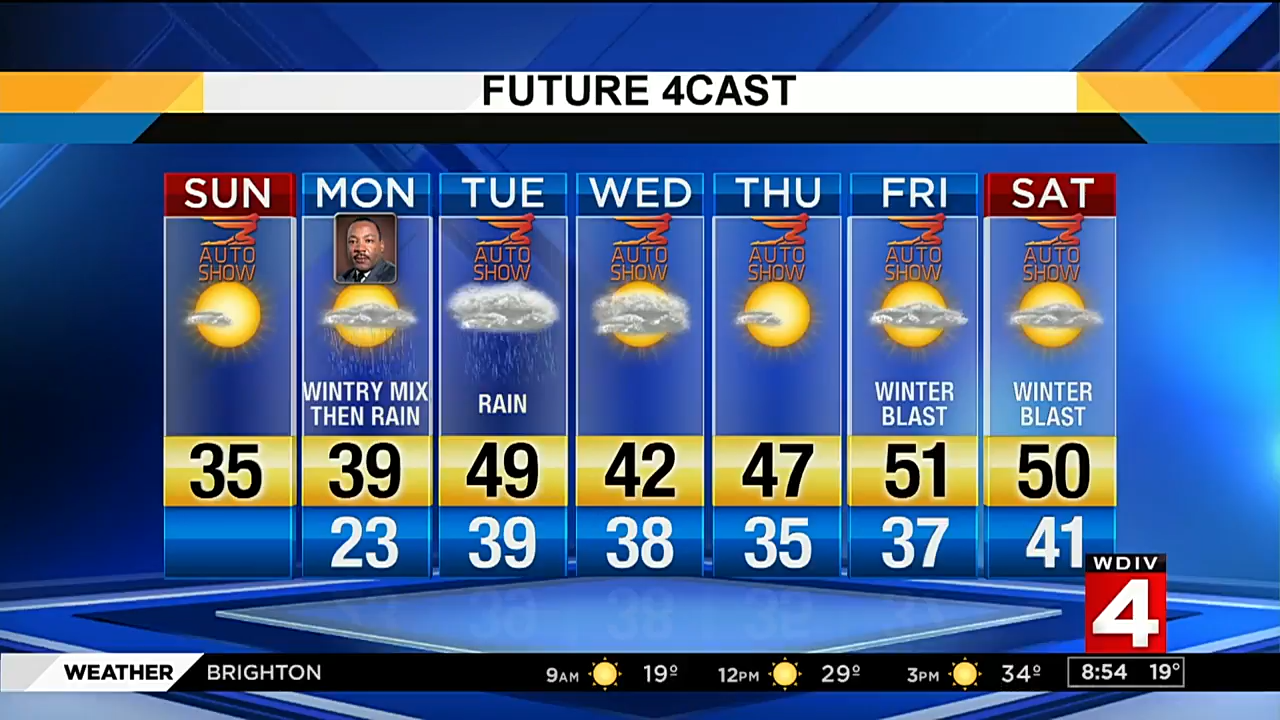 FUTURE 4CAST
SUN MON TUE WED THU FRI SAT
AUTO SHOW
AUTO SHOW
AUTO SHOW
AUTO SHOW
AUTO SHOW
AUTO SHOW
WINTRY MIX THEN RAIN
RAIN
WINTER BLAST
WINTER BLAST
35 39 49 42 47 51 50
23 39 38 35 37 41
WDIV
4
WEATHER BRIGHTON 9AM 19º 12PM 29º 3PM 34º 8:54 19°